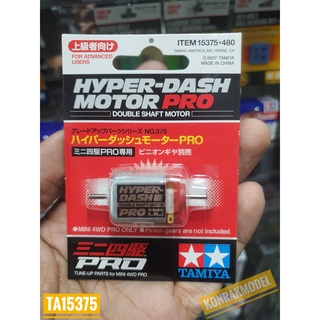 上級者向け
FOR ADVANCED
USERS
ITEM 15375*480
TAMIYA AMERICA, INC. IRVINE, CA.
©2007 TAMIYA
MADE IN CHINA
HYPER-DASH
MOTOR PRO
DOUBLE SHAFT MOTOR
グレードアップパーツシリーズ NO.375
ハイパーダッシュモーターPRO
ミニ四駆PRO専用
ピニオンギヤ別売
HYPER-
DASH
PRO
●MINI 4WD PRO ONLY ●Pinion gears are not included.
ミニ四駆
PRO
TUNE-UP PARTS for MINI 4WD PRO
TAMIYA
TA15375
KONRAKMODEL